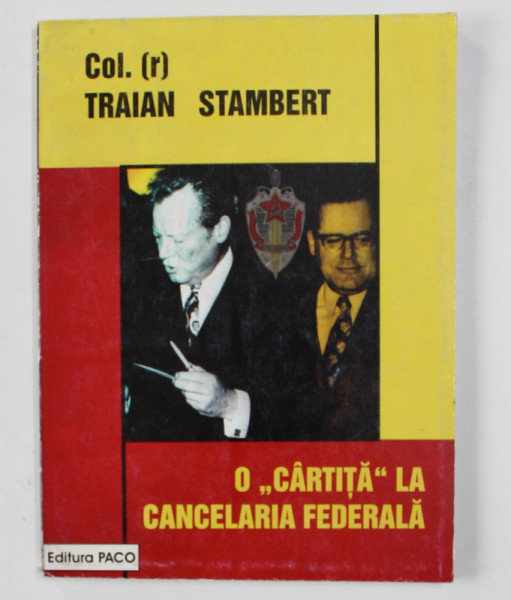 Col. (r)
TRAIAN STAMBERT
O „CÂRTIȚĂ“ LA
CANCELARIA FEDERALĂ
Editura PACO